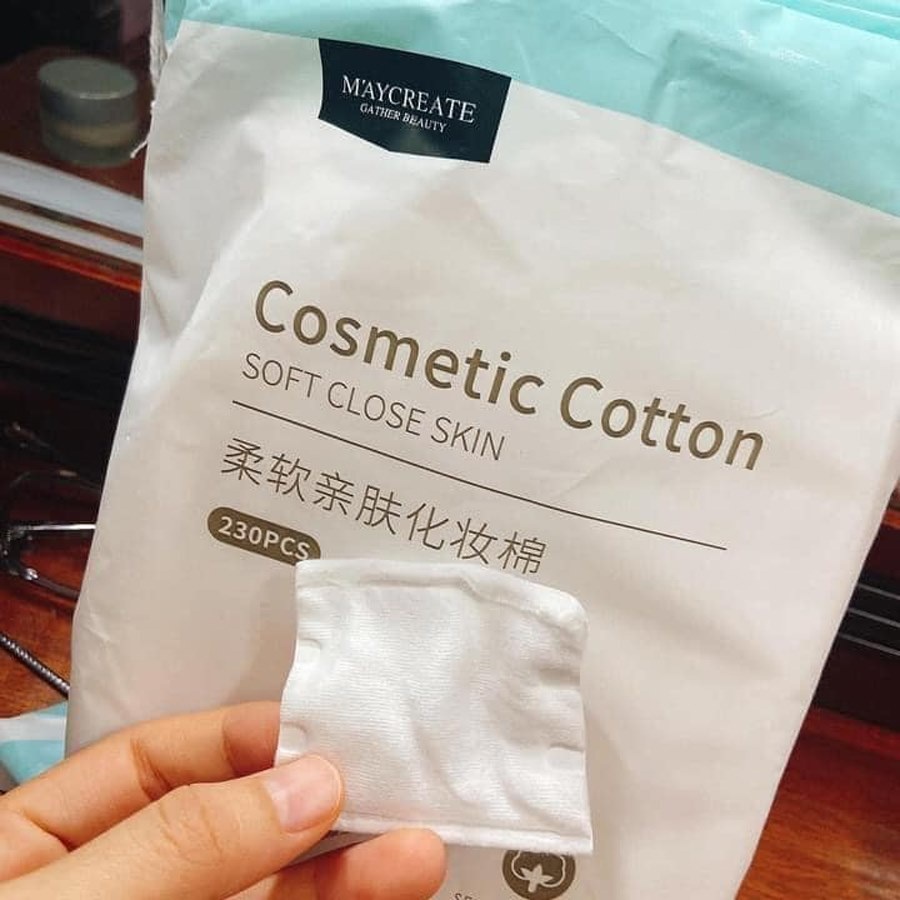 M'AYCREATE
GATHER BEAUTY
Cosmetic Cotton
SOFT CLOSE SKIN
柔软亲肤化妆棉
230PCS